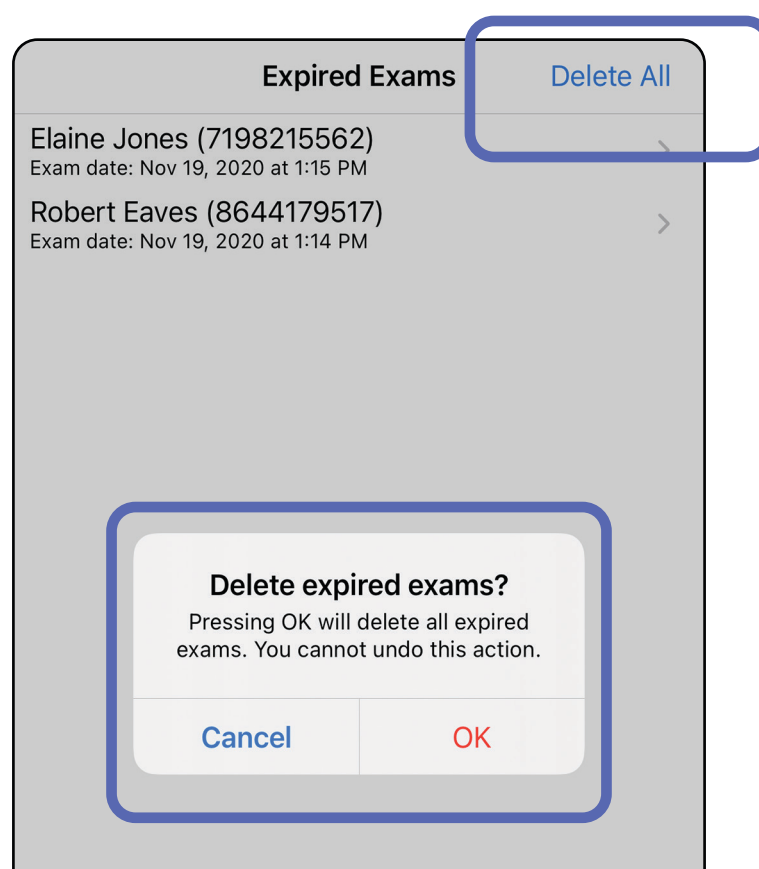 Expired Exams Delete All
Elaine Jones (7198215562)
Exam date: Nov 19, 2020 at 1:15 PM
Robert Eaves (8644179517)
Exam date: Nov 19, 2020 at 1:14 PM
Delete expired exams?
Pressing OK will delete all expired
exams. You cannot undo this action.
Cancel OK